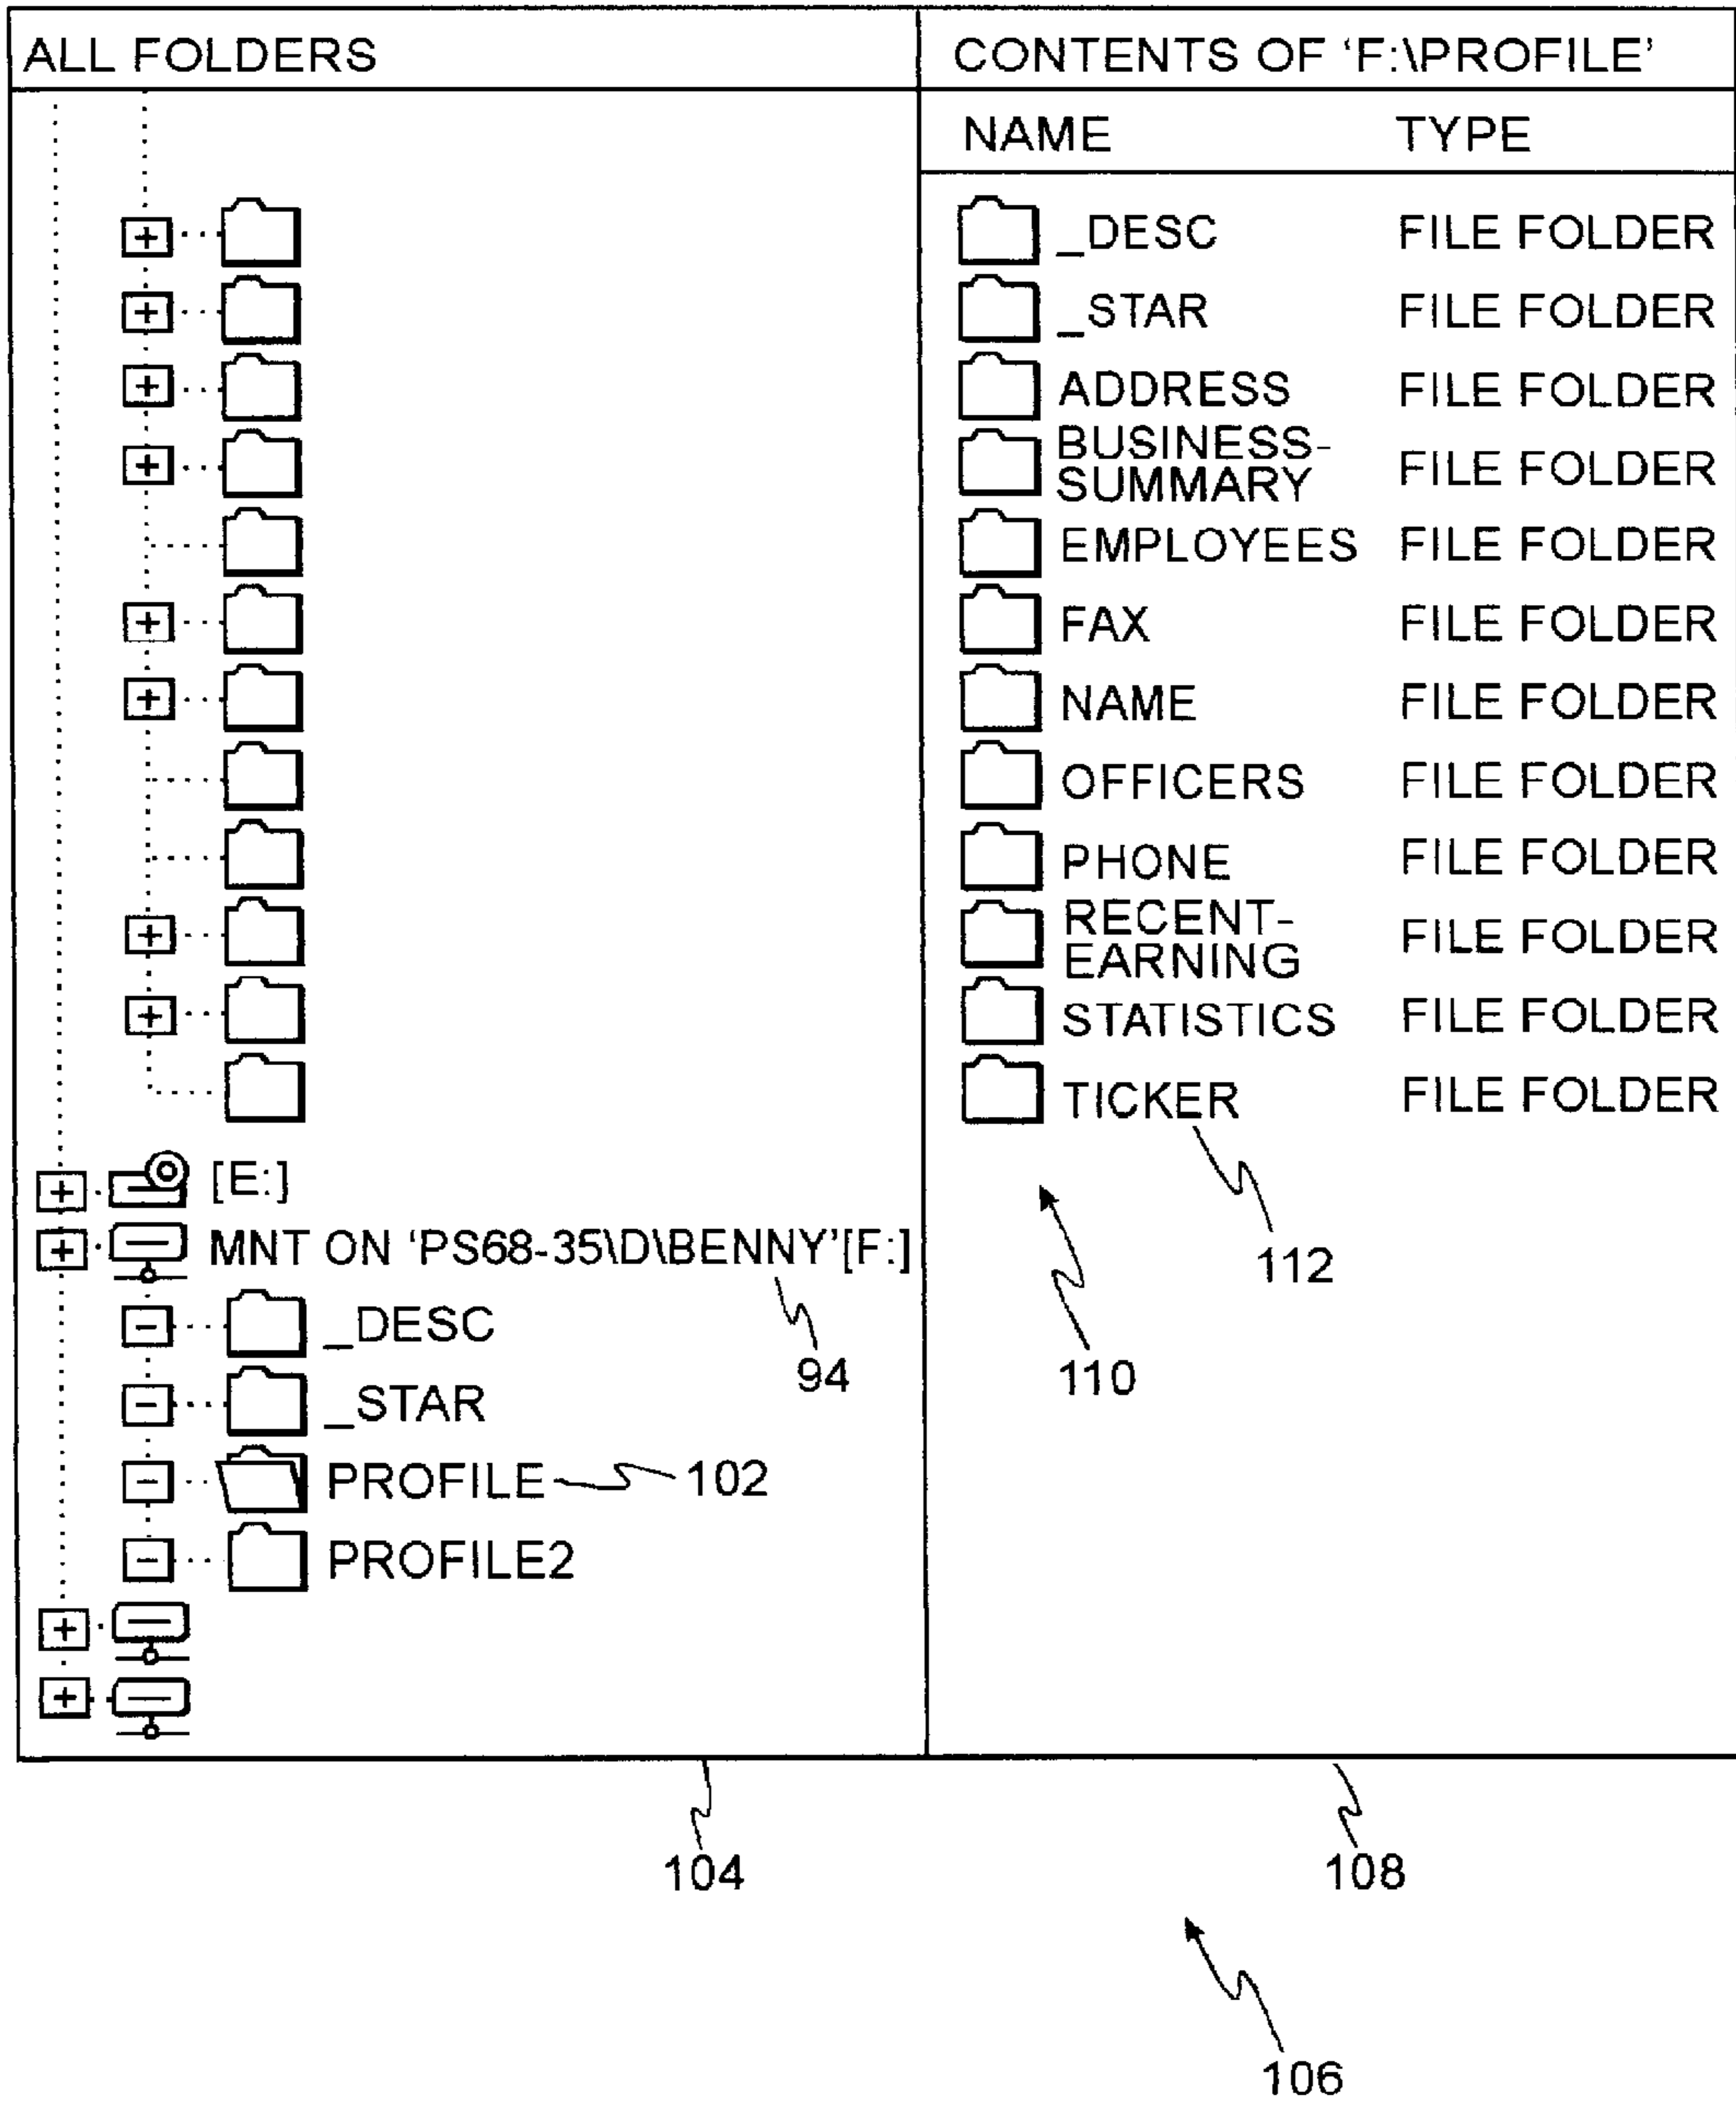 ALL FOLDERS
CONTENTS OF ‘F:\PROFILE’
NAME TYPE
_DESC FILE FOLDER
_STAR FILE FOLDER
ADDRESS FILE FOLDER
BUSINESS-
SUMMARY FILE FOLDER
EMPLOYEES FILE FOLDER
FAX FILE FOLDER
NAME FILE FOLDER
OFFICERS FILE FOLDER
PHONE FILE FOLDER
RECENT-
EARNING FILE FOLDER
STATISTICS FILE FOLDER
TICKER FILE FOLDER
[E:]
MNT ON ‘PS68-35\D\BENNY’[F:]
_DESC
_STAR
PROFILE
PROFILE2
94
102
110
112
104
108
106